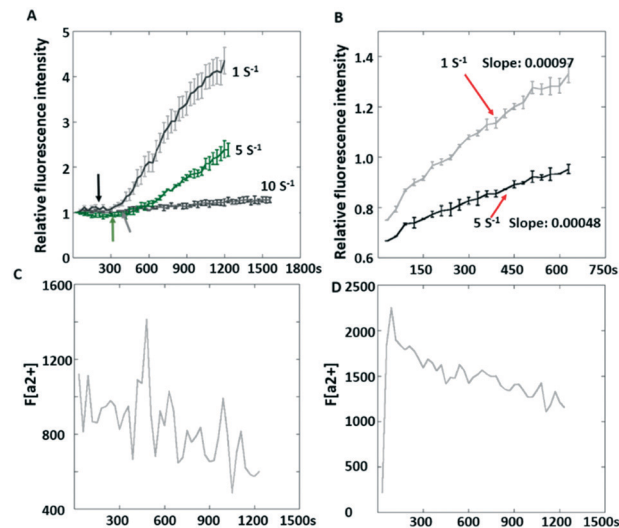 A
Relative fluorescence intensity
5
4
3
2
1
0
1 S-1
5 S-1
10 S-1
300 600 900 1200 1500 1800s
B
Relative fluorescence intensity
1.4
1.2
1.0
0.8
0.6
1 S-1 Slope: 0.00097
5 S-1 Slope: 0.00048
150 300 450 600 750s
C
F[a2+]
1600
1400
1200
1000
800
600
400
300 600 900 1200 1500s
D
F[a2+]
2500
2000
1500
1000
500
0
300 600 900 1200 1500s